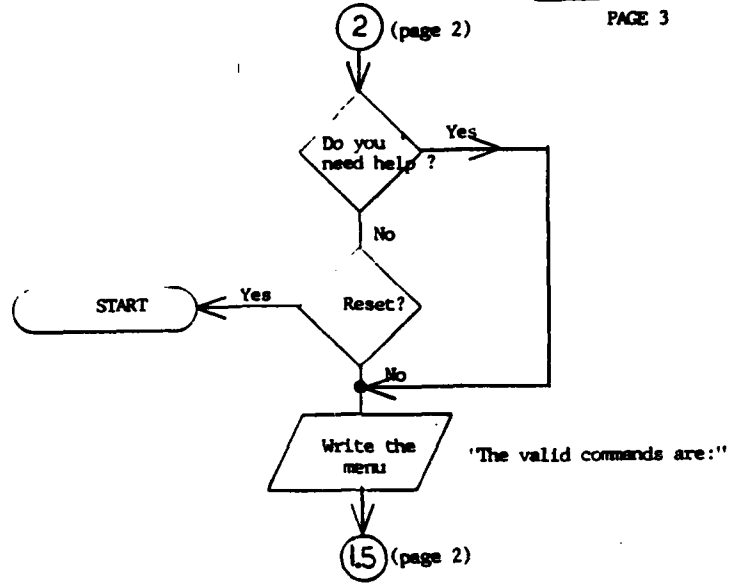 PAGE 3
2 (page 2)
Do you
need help ?
Yes
No
Reset?
Yes
START
No
Write the
menu
"The valid commands are:"
1.5 (page 2)